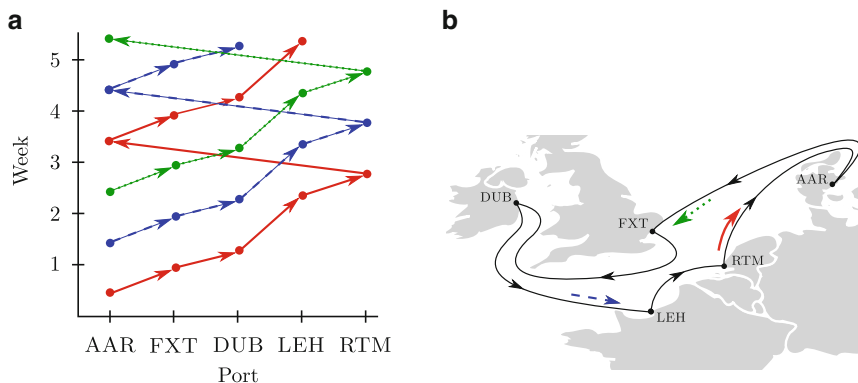 a
5
4
3
2
1
Week
AAR FXT DUB LEH RTM
Port
b
AAR
DUB
FXT
RTM
LEH